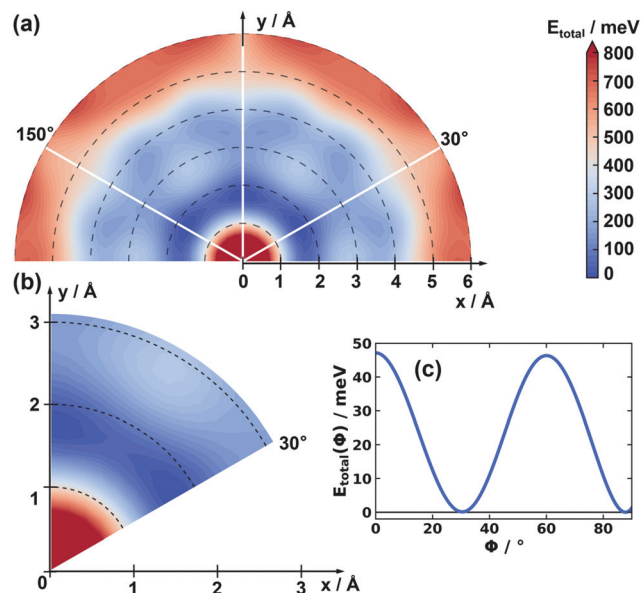 (a)
y / Å
E_total / meV
800
700
600
500
400
300
200
100
0
150°
30°
0 1 2 3 4 5 6
x / Å
(b)
y / Å
3
2
1
0
30°
1 2 3
x / Å
(c)
E_total(Φ) / meV
50
40
30
20
10
0
0 20 40 60 80
Φ / °